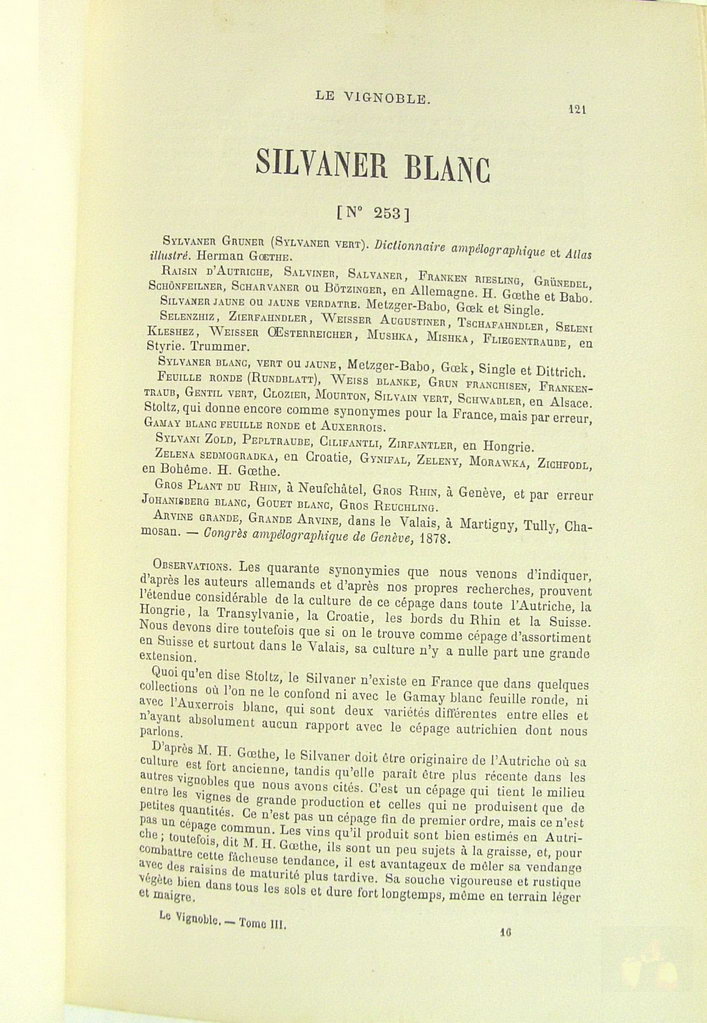 LE VIGNOBLE.
121
SILVANER BLANC
[N° 253]
SYLVANER GRUNER (SYLVANER VERT). Dictionnaire ampélographique et Atlas
illustré. Herman GŒTHE.
RAISIN D'AUTRICHE, SALVINER, SALVANER, FRANKEN RIESLING, GRÜNEDEL,
SCHÖNFEILNER, SCHARVANER OU BÖTZINGER, en Allemagne. H. Gœthe et Babo.
SILVANER JAUNE OU JAUNE VERDATRE. Metzger-Babo, Gœk et Single.
SELENZHIZ, ZIERFAHNDLER, WEISSER AUGUSTINER, TSCHAFAHNDLER, SELENI
KLESHEZ, WEISSER ŒSTERREICHER, MUSHKA, MISHKA, FLIEGENTRAUBE, en
Styrie. Trummer.
SYLVANER BLANC, VERT OU JAUNE, Metzger-Babo, Gœk, Single et Dittrich.
FEUILLE RONDE (RUNDBLATT), WEISS BLANKE, GRUN FRANCHISEN, FRANKEN-
TRAUB, GENTIL VERT, CLOZIER, MOURTON, SILVAIN VERT, SCHWABLER, en Alsace.
Stoltz, qui donne encore comme synonymes pour la France, mais par erreur,
GAMAY BLANC FEUILLE RONDE et AUXERROIS.
SYLVANI ZOLD, PEPLTRAUBE, CILIFANTLI, ZIRFANTLER, en Hongrie.
ZELENA SEDMOGRADKA, en Croatie, GYNIFAL, ZELENY, MORAWKA, ZICHFODL,
en Bohême. H. Gœthe.
GROS PLANT DU RHIN, à Neufchâtel, GROS RHIN, à Genève, et par erreur
JOHANISBERG BLANC, GOUET BLANC, GROS REUCHLING.
ARVINE GRANDE, GRANDE ARVINE, dans le Valais, à Martigny, Tully, Cha-
mosan. — Congrès ampélographique de Genève, 1878.
OBSERVATIONS. Les quarante synonymies que nous venons d'indiquer,
d'après les auteurs allemands et d'après nos propres recherches, prouvent
l'étendue considérable de la culture de ce cépage dans toute l'Autriche, la
Hongrie, la Transylvanie, la Croatie, les bords du Rhin et la Suisse.
Nous devons dire toutefois que si on le trouve comme cépage d'assortiment
en Suisse et surtout dans le Valais, sa culture n'y a nulle part une grande
extension.
Quoi qu'en dise Stoltz, le Silvaner n'existe en France que dans quelques
collections où l'on ne le confond ni avec le Gamay blanc feuille ronde, ni
avec l'Auxerrois blanc, qui sont deux variétés différentes entre elles et
n'ayant absolument aucun rapport avec le cépage autrichien dont nous
parlons.
D'après M. H. Gœthe, le Silvaner doit être originaire de l'Autriche où sa
culture est fort ancienne, tandis qu'elle paraît être plus récente dans les
autres vignobles que nous avons cités. C'est un cépage qui tient le milieu
entre les vignes de grande production et celles qui ne produisent que de
petites quantités. Ce n'est pas un cépage fin de premier ordre, mais ce n'est
pas un cépage commun. Les vins qu'il produit sont bien estimés en Autri-
che ; toutefois, dit M. H. Gœthe, ils sont un peu sujets à la graisse, et, pour
combattre cette fâcheuse tendance, il est avantageux de mêler sa vendange
avec des raisins de maturité plus tardive. Sa souche vigoureuse et rustique
végète bien dans tous les sols et dure fort longtemps, même en terrain léger
et maigre.
Le Vignoble. — Tome III.
16